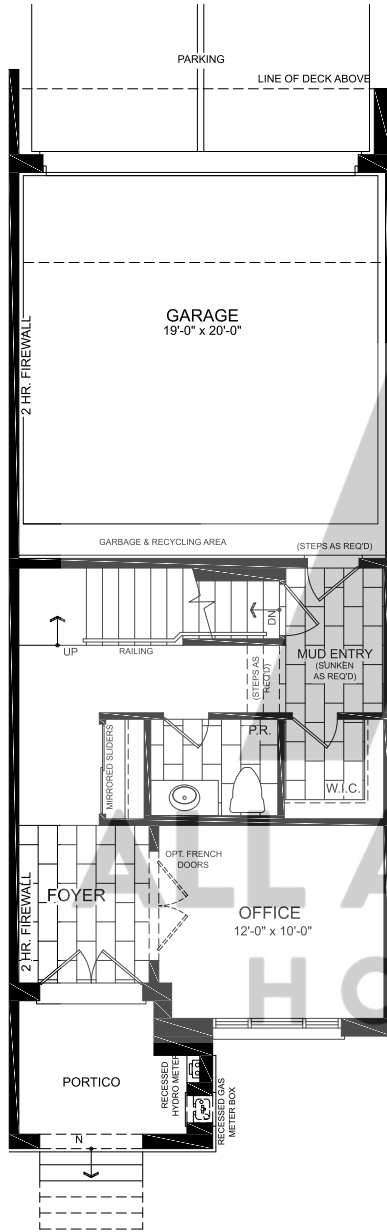 PARKING
LINE OF DECK ABOVE
GARAGE
19'-0" x 20'-0"
2 HR. FIREWALL
GARBAGE & RECYCLING AREA
(STEPS AS REQ'D)
DN
UP
RAILING
MUD ENTRY
(SUNKEN
AS REQ'D)
(STEPS AS
REQ'D)
P.R.
MIRRORED SLIDERS
W.I.C.
ALL A
OPT. FRENCH
DOORS
FOYER
2 HR. FIREWALL
OFFICE
12'-0" x 10'-0"
HO
PORTICO
RECESSED
HYDRO METER
RECESSED GAS
METER BOX
N